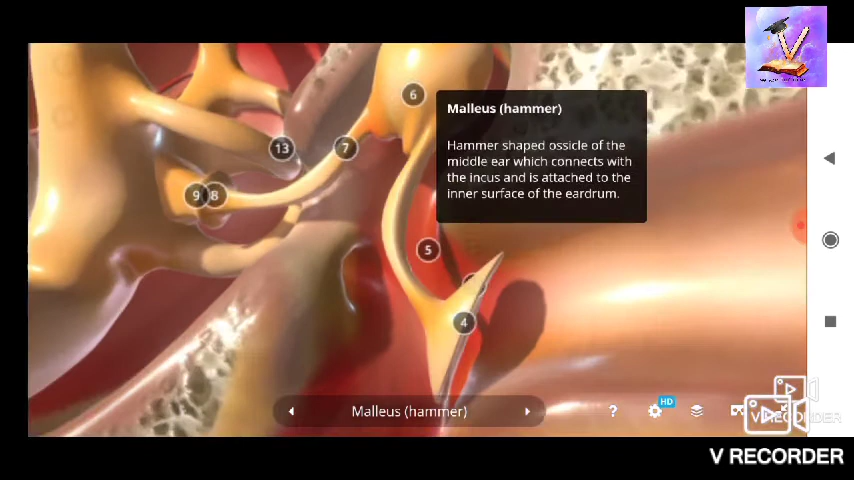 6
Malleus (hammer)
Hammer shaped ossicle of the
middle ear which connects with
the incus and is attached to the
inner surface of the eardrum.
13
7
9 8
5
4
Malleus (hammer)
?
HD
V RECORDER
V RECORDER